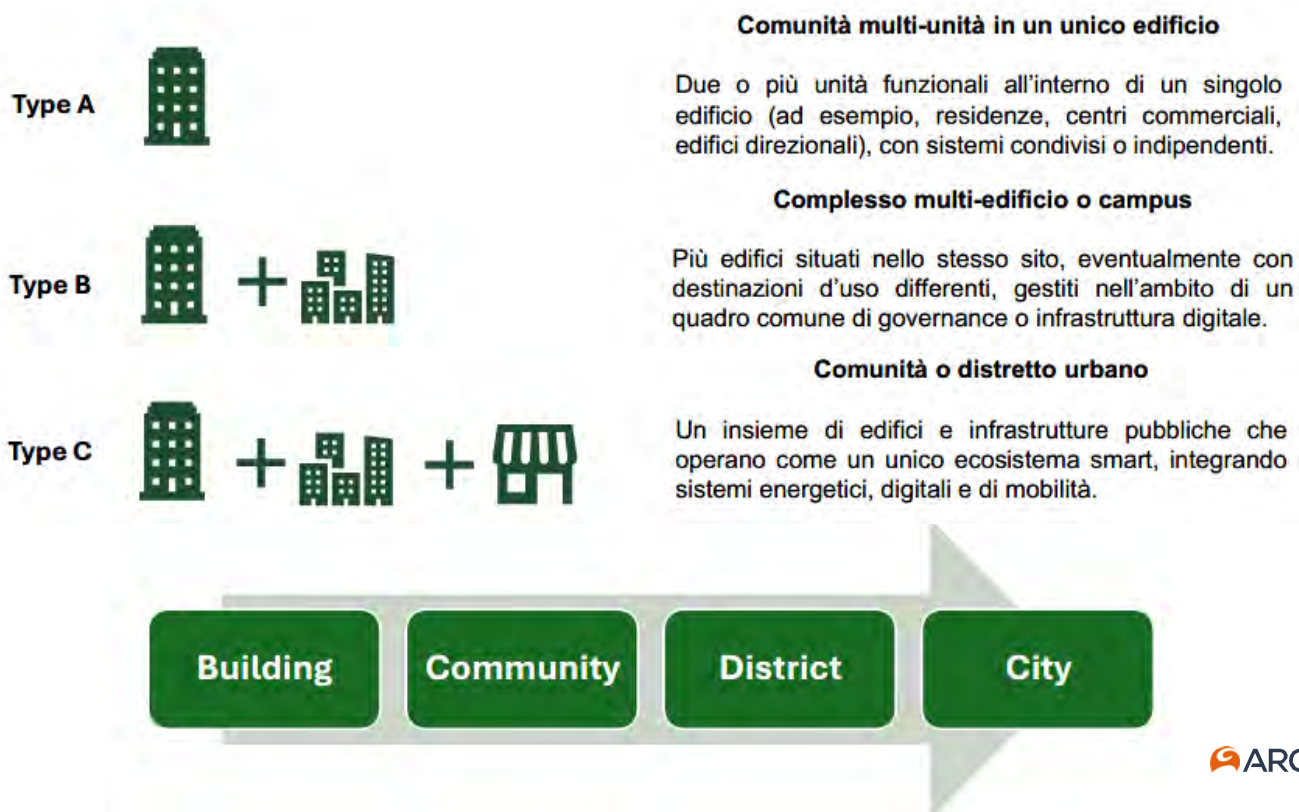 Comunità multi-unità in un unico edificio
Type A
Due o più unità funzionali all'interno di un singolo
edificio (ad esempio, residenze, centri commerciali,
edifici direzionali), con sistemi condivisi o indipendenti.
Complesso multi-edificio o campus
Type B
Più edifici situati nello stesso sito, eventualmente con
destinazioni d'uso differenti, gestiti nell'ambito di un
quadro comune di governance o infrastruttura digitale.
Comunità o distretto urbano
Type C
Un insieme di edifici e infrastrutture pubbliche che
operano come un unico ecosistema smart, integrando
sistemi energetici, digitali e di mobilità.
Building
Community
District
City